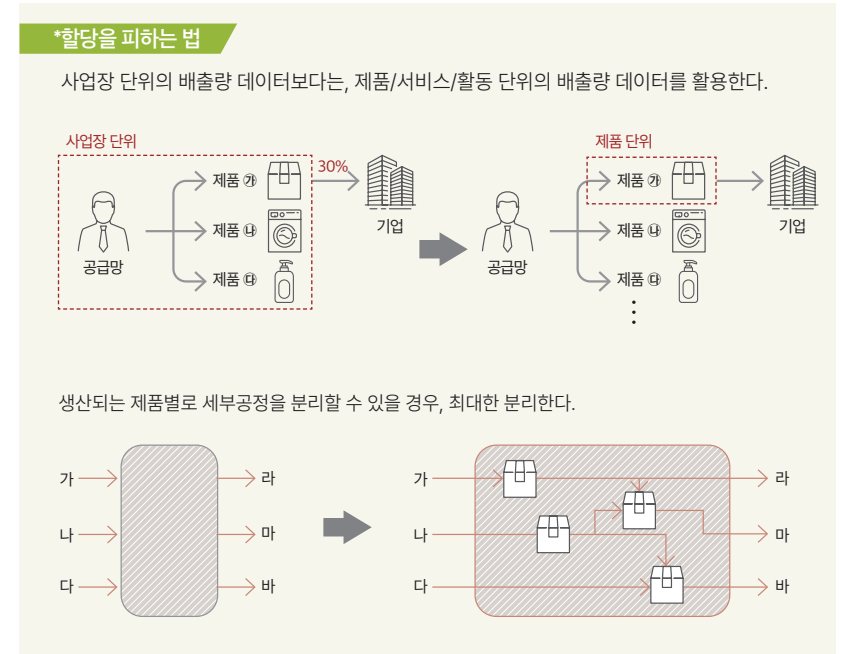 *할당을 피하는 법
사업장 단위의 배출량 데이터보다는, 제품/서비스/활동 단위의 배출량 데이터를 활용한다.
사업장 단위
공급망
제품 ㉮
제품 ㉯
제품 ㉰
30%
기업
제품 단위
공급망
제품 ㉮
제품 ㉯
제품 ㉰
기업
생산되는 제품별로 세부공정을 분리할 수 있을 경우, 최대한 분리한다.
가
라
나
마
다
바
가
라
나
마
다
바